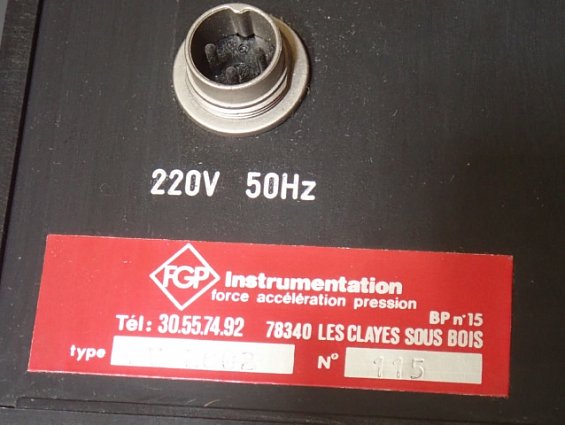 220V 50Hz
FGP Instrumentation
force accélération pression
BP n°15
Tél: 30.55.74.92 78340 LES CLAYES SOUS BOIS
type N° 115